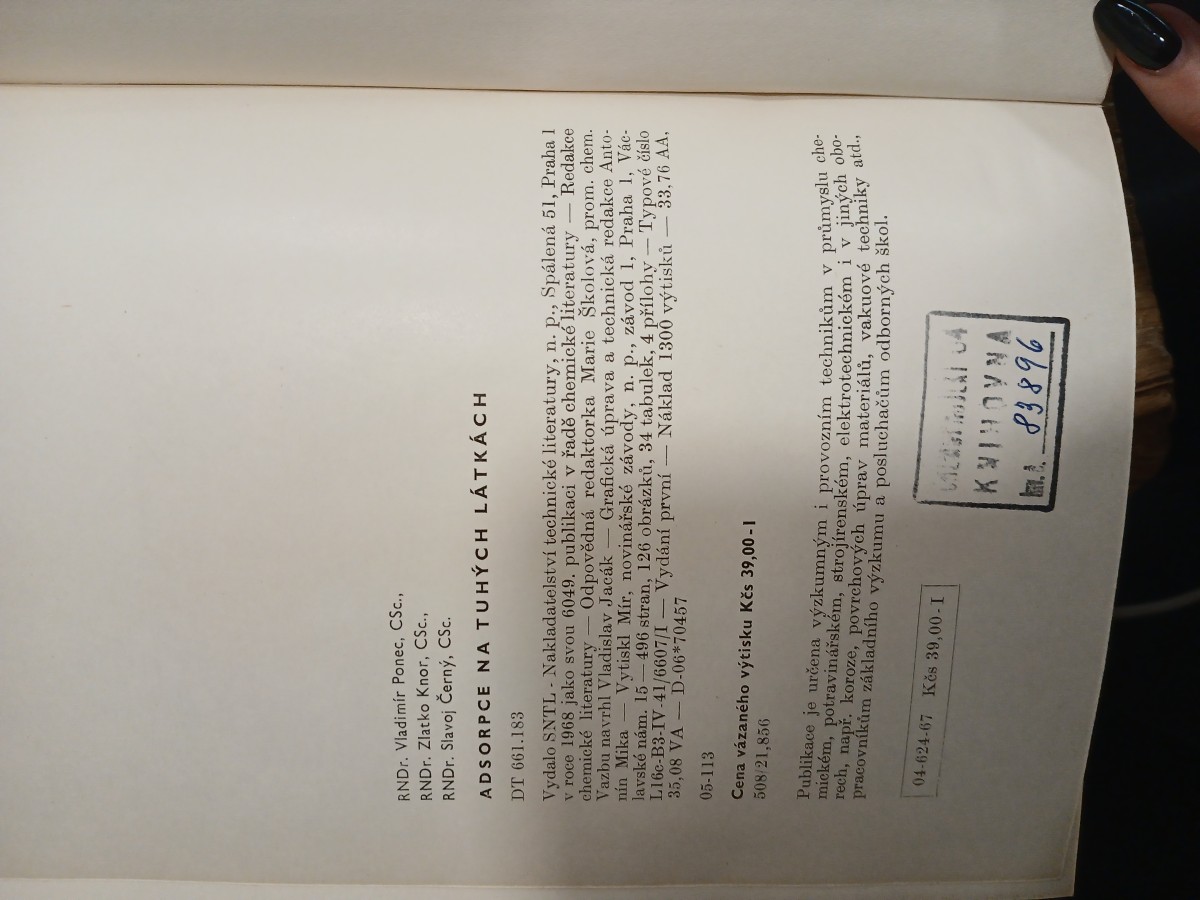 RNDr. Vladimír Ponec, CSc.,
RNDr. Zlatko Knor, CSc.,
RNDr. Slavoj Černý, CSc.
ADSORPCE NA TUHÝCH LÁTKÁCH
DT 661.183
Vydalo SNTL - Nakladatelství technické literatury, n. p., Spálená 51, Praha 1
v roce 1968 jako svou 6049. publikaci v řadě chemické literatury — Redakce
chemické literatury — Odpovědná redaktorka Marie Školová, prom. chem.
Vazbu navrhl Vladislav Jacák — Grafická úprava a technická redakce Anto-
nín Mika — Vytiskl Mír, novinářské závody, n. p., závod 1, Praha 1, Vác-
lavské nám. 15 — 496 stran, 126 obrázků, 34 tabulek, 4 přílohy — Typové číslo
L16c-B3-IV-41/6607/I — Vydání první — Náklad 1300 výtisků — 33,76 AA,
35,08 VA — D-06*70457
05-113
Cena vázaného výtisku Kčs 39,00-I
508/21,856
Publikace je určena výzkumným i provozním technikům v průmyslu che-
mickém, potravinářském, strojírenském, elektrotechnickém i v jiných obo-
rech, např. koroze, povrchových úprav materiálů, vakuové techniky atd.,
pracovníkům základního výzkumu a posluchačům odborných škol.
04-624-67 Kčs 39,00-I
KNIHOVNA
Inv. č. 83896